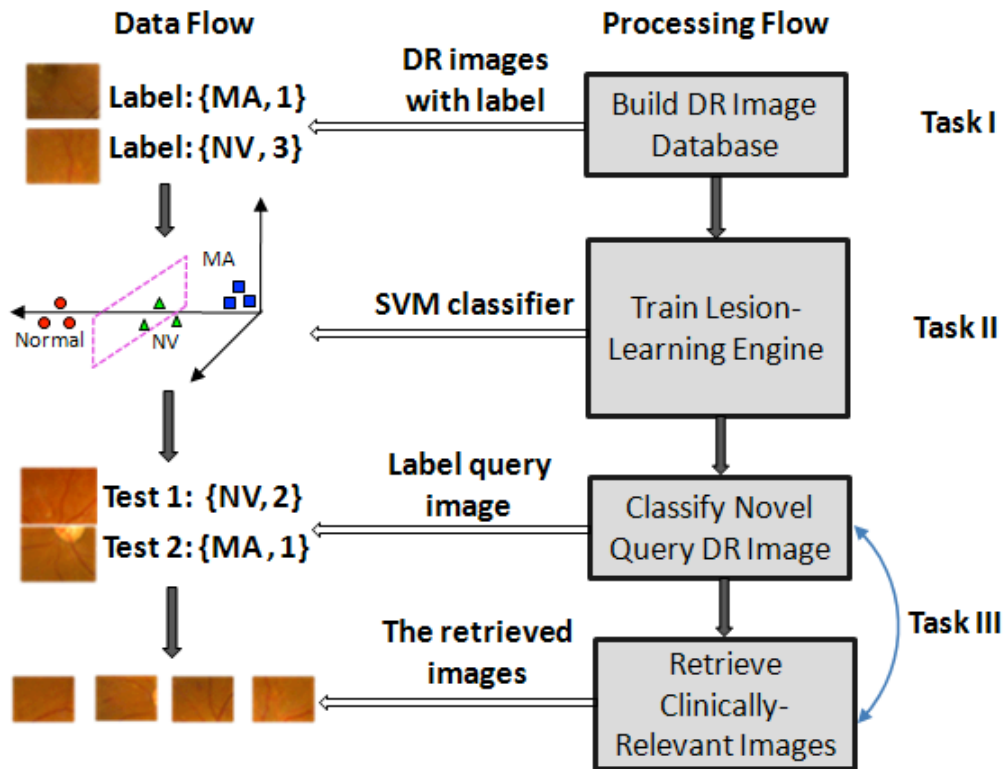 Data Flow
Processing Flow
DR images
with label
Label: {MA, 1}
Label: {NV, 3}
Build DR Image
Database
Task I
MA
NV
Normal
SVM classifier
Train Lesion-
Learning Engine
Task II
Label query
image
Test 1: {NV, 2}
Test 2: {MA, 1}
Classify Novel
Query DR Image
Task III
The retrieved
images
Retrieve
Clinically-
Relevant Images